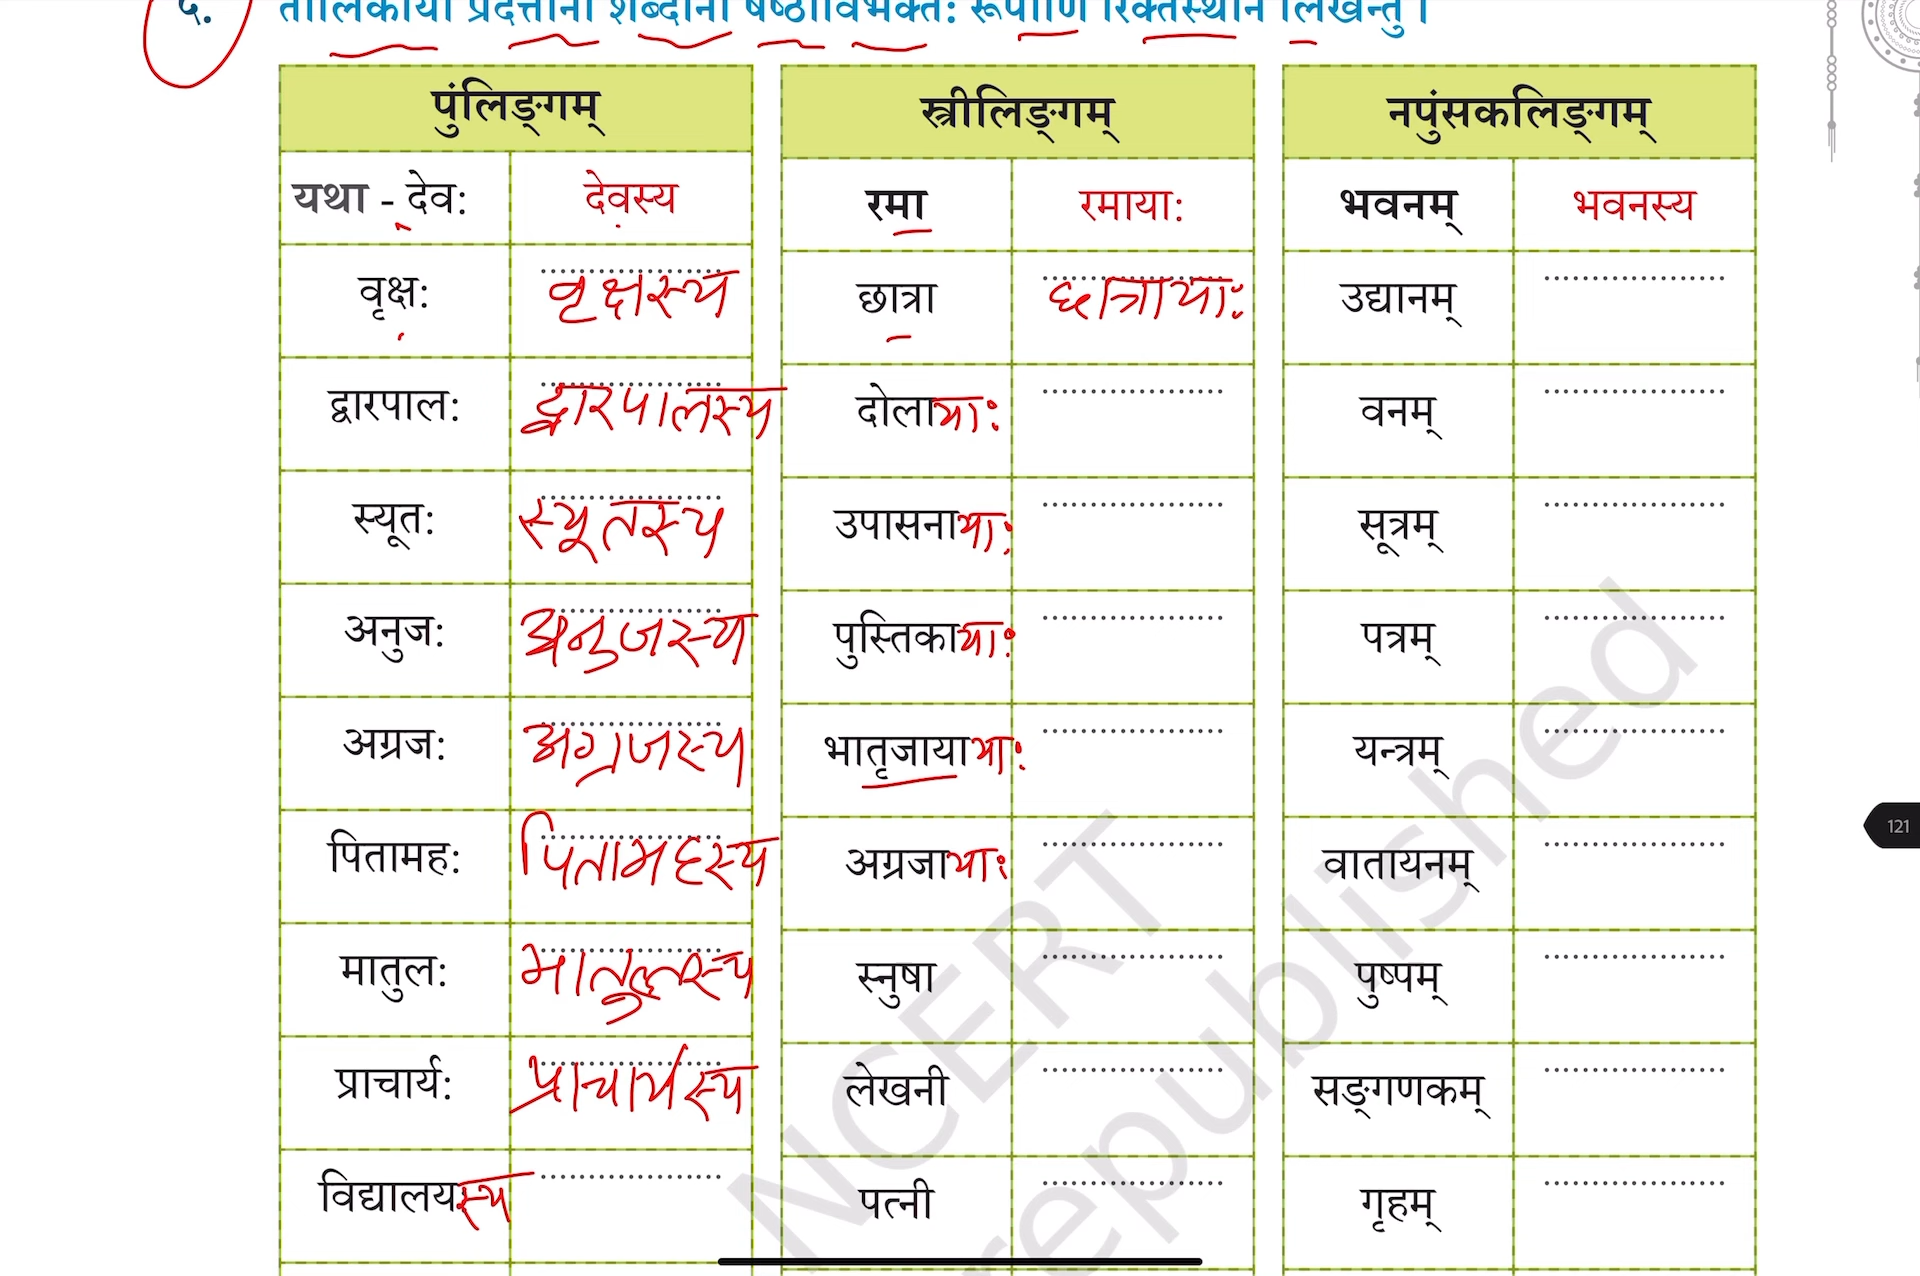 ५. तालिकायां प्रदत्तानां शब्दानां षष्ठीविभक्तेः रूपाणि रिक्तस्थाने लिखन्तु।
पुंलिङ्गम्
यथा - देवः देवस्य
वृक्षः वृक्षस्य
द्वारपालः द्वारपालस्य
स्यूतः स्यूतस्य
अनुजः अनुजस्य
अग्रजः अग्रजस्य
पितामहः पितामहस्य
मातुलः मातुलस्य
प्राचार्यः प्राचार्यस्य
विद्यालयस्य
स्त्रीलिङ्गम्
रमा रमायाः
छात्रा छात्रायाः
दोलायाः
उपासनायाः
पुस्तिकायाः
भातृजायायाः
अग्रजायाः
स्नुषा
लेखनी
पत्नी
नपुंसकलिङ्गम्
भवनम् भवनस्य
उद्यानम्
वनम्
सूत्रम्
पत्रम्
यन्त्रम्
वातायनम्
पुष्पम्
सङ्गणकम्
गृहम्
121
NCERT
republished